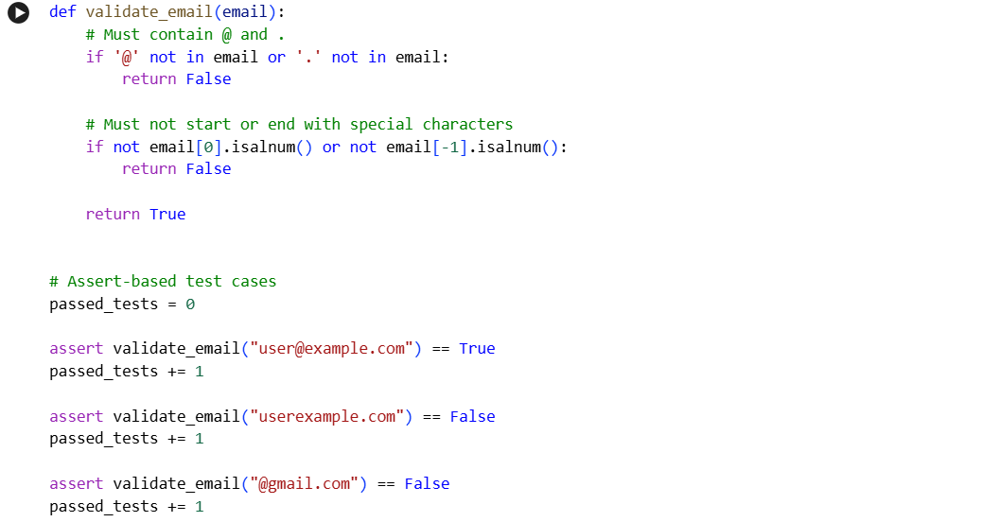 def validate_email(email):
    # Must contain @ and .
    if '@' not in email or '.' not in email:
        return False

    # Must not start or end with special characters
    if not email[0].isalnum() or not email[-1].isalnum():
        return False

    return True


# Assert-based test cases
passed_tests = 0

assert validate_email("user@example.com") == True
passed_tests += 1

assert validate_email("userexample.com") == False
passed_tests += 1

assert validate_email("@gmail.com") == False
passed_tests += 1